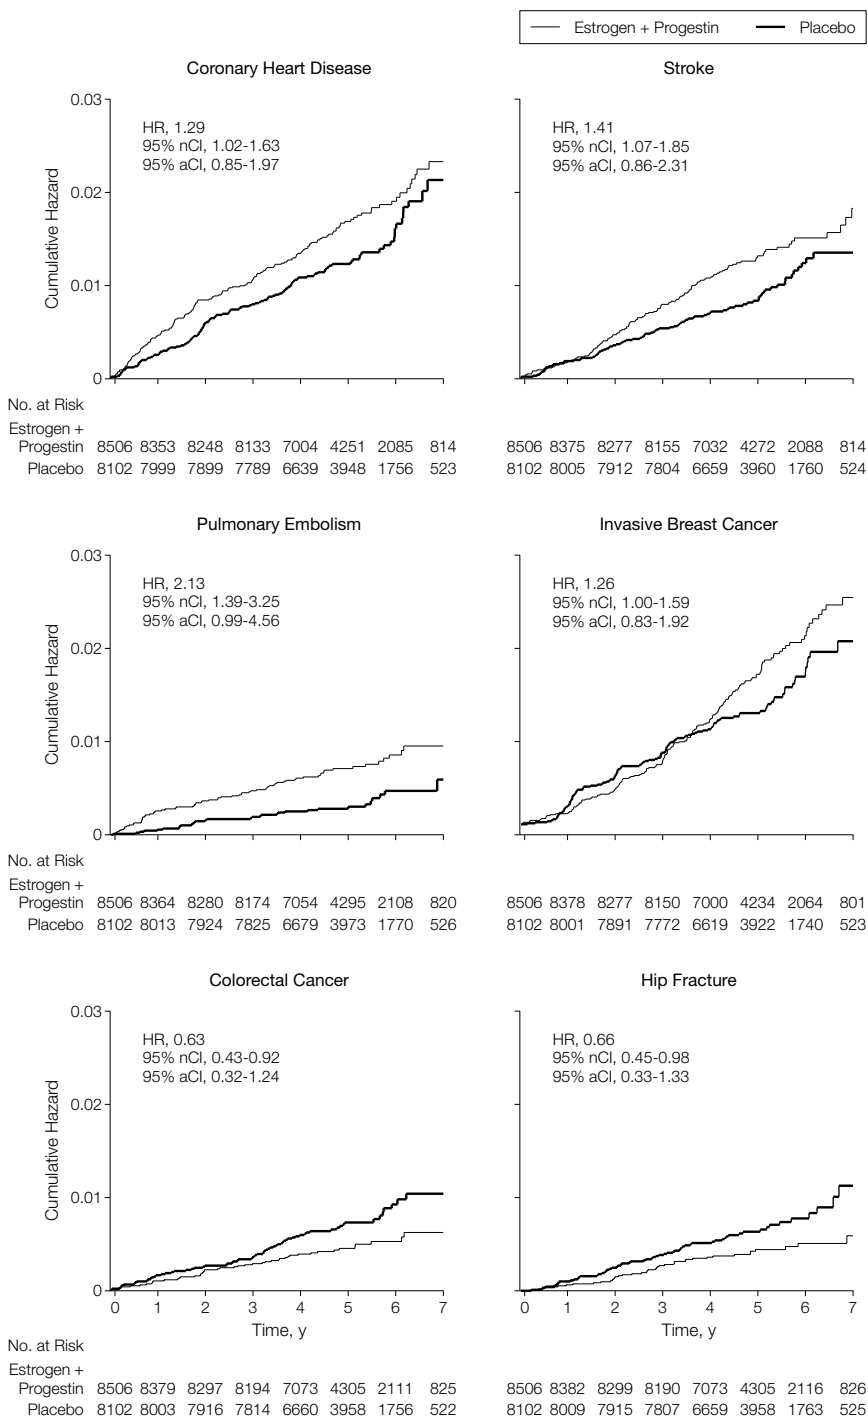 Estrogen + Progestin Placebo
Coronary Heart Disease
0.03
0.02
0.01
0
Cumulative Hazard
HR, 1.29
95% nCI, 1.02-1.63
95% aCI, 0.85-1.97
Stroke
HR, 1.41
95% nCI, 1.07-1.85
95% aCI, 0.86-2.31
No. at Risk
Estrogen +
Progestin 8506 8353 8248 8133 7004 4251 2085 814 8506 8375 8277 8155 7032 4272 2088 814
Placebo 8102 7999 7899 7789 6639 3948 1756 523 8102 8005 7912 7804 6659 3960 1760 524
Pulmonary Embolism
0.03
0.02
0.01
0
Cumulative Hazard
HR, 2.13
95% nCI, 1.39-3.25
95% aCI, 0.99-4.56
Invasive Breast Cancer
HR, 1.26
95% nCI, 1.00-1.59
95% aCI, 0.83-1.92
No. at Risk
Estrogen +
Progestin 8506 8364 8280 8174 7054 4295 2108 820 8506 8378 8277 8150 7000 4234 2064 801
Placebo 8102 8013 7924 7825 6679 3973 1770 526 8102 8001 7891 7772 6619 3922 1740 523
Colorectal Cancer
0.03
0.02
0.01
0
Cumulative Hazard
HR, 0.63
95% nCI, 0.43-0.92
95% aCI, 0.32-1.24
0 1 2 3 4 5 6 7
Time, y
Hip Fracture
HR, 0.66
95% nCI, 0.45-0.98
95% aCI, 0.33-1.33
0 1 2 3 4 5 6 7
Time, y
No. at Risk
Estrogen +
Progestin 8506 8379 8297 8194 7073 4305 2111 825 8506 8382 8299 8190 7073 4305 2116 826
Placebo 8102 8003 7916 7814 6660 3958 1756 522 8102 8009 7915 7807 6659 3958 1763 525